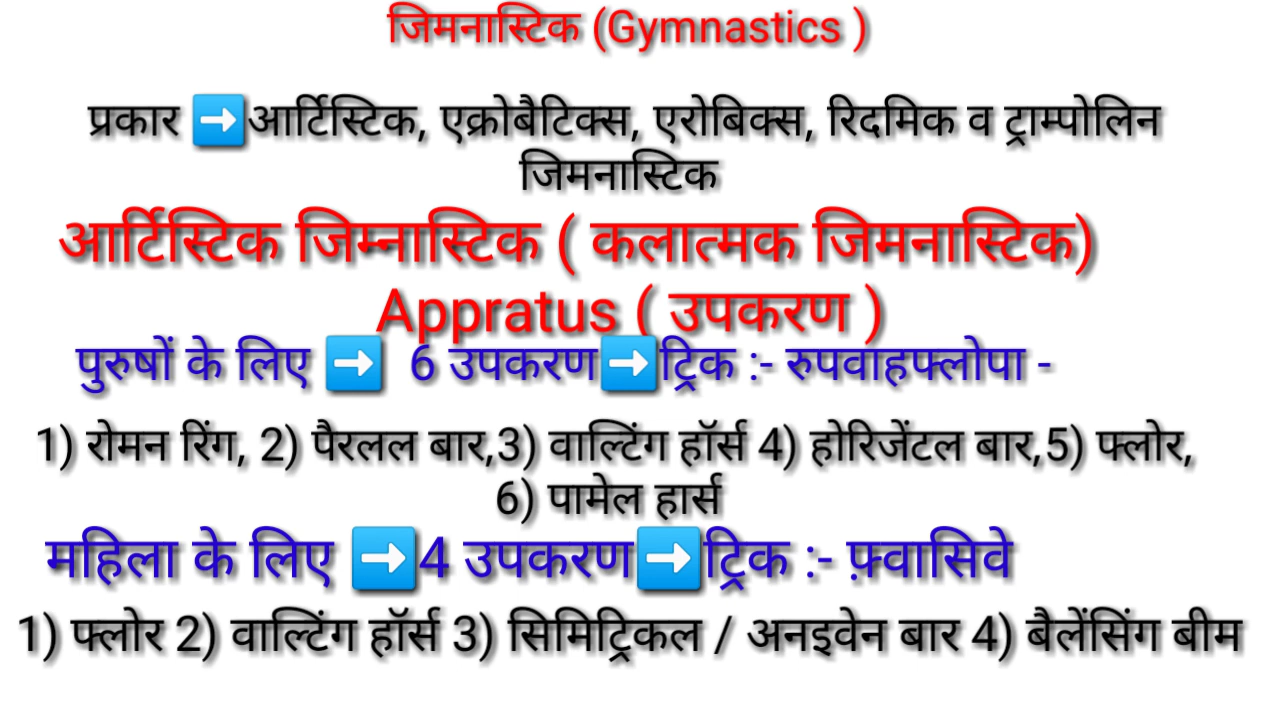 जिमनास्टिक (Gymnastics )
प्रकार ➡️आर्टिस्टिक, एक्रोबैटिक्स, एरोबिक्स, रिदमिक व ट्राम्पोलिन
जिमनास्टिक
आर्टिस्टिक जिम्नास्टिक ( कलात्मक जिमनास्टिक)
Appratus ( उपकरण )
पुरुषों के लिए ➡️ 6 उपकरण➡️ट्रिक :- रुपवाहफ्लोपा -
1) रोमन रिंग, 2) पैरलल बार,3) वाल्टिंग हॉर्स 4) होरिजेंटल बार,5) फ्लोर,
6) पामेल हार्स
महिला के लिए ➡️4 उपकरण➡️ट्रिक :- फ़्वासिवे
1) फ्लोर 2) वाल्टिंग हॉर्स 3) सिमिट्रिकल / अनइवेन बार 4) बैलेंसिंग बीम